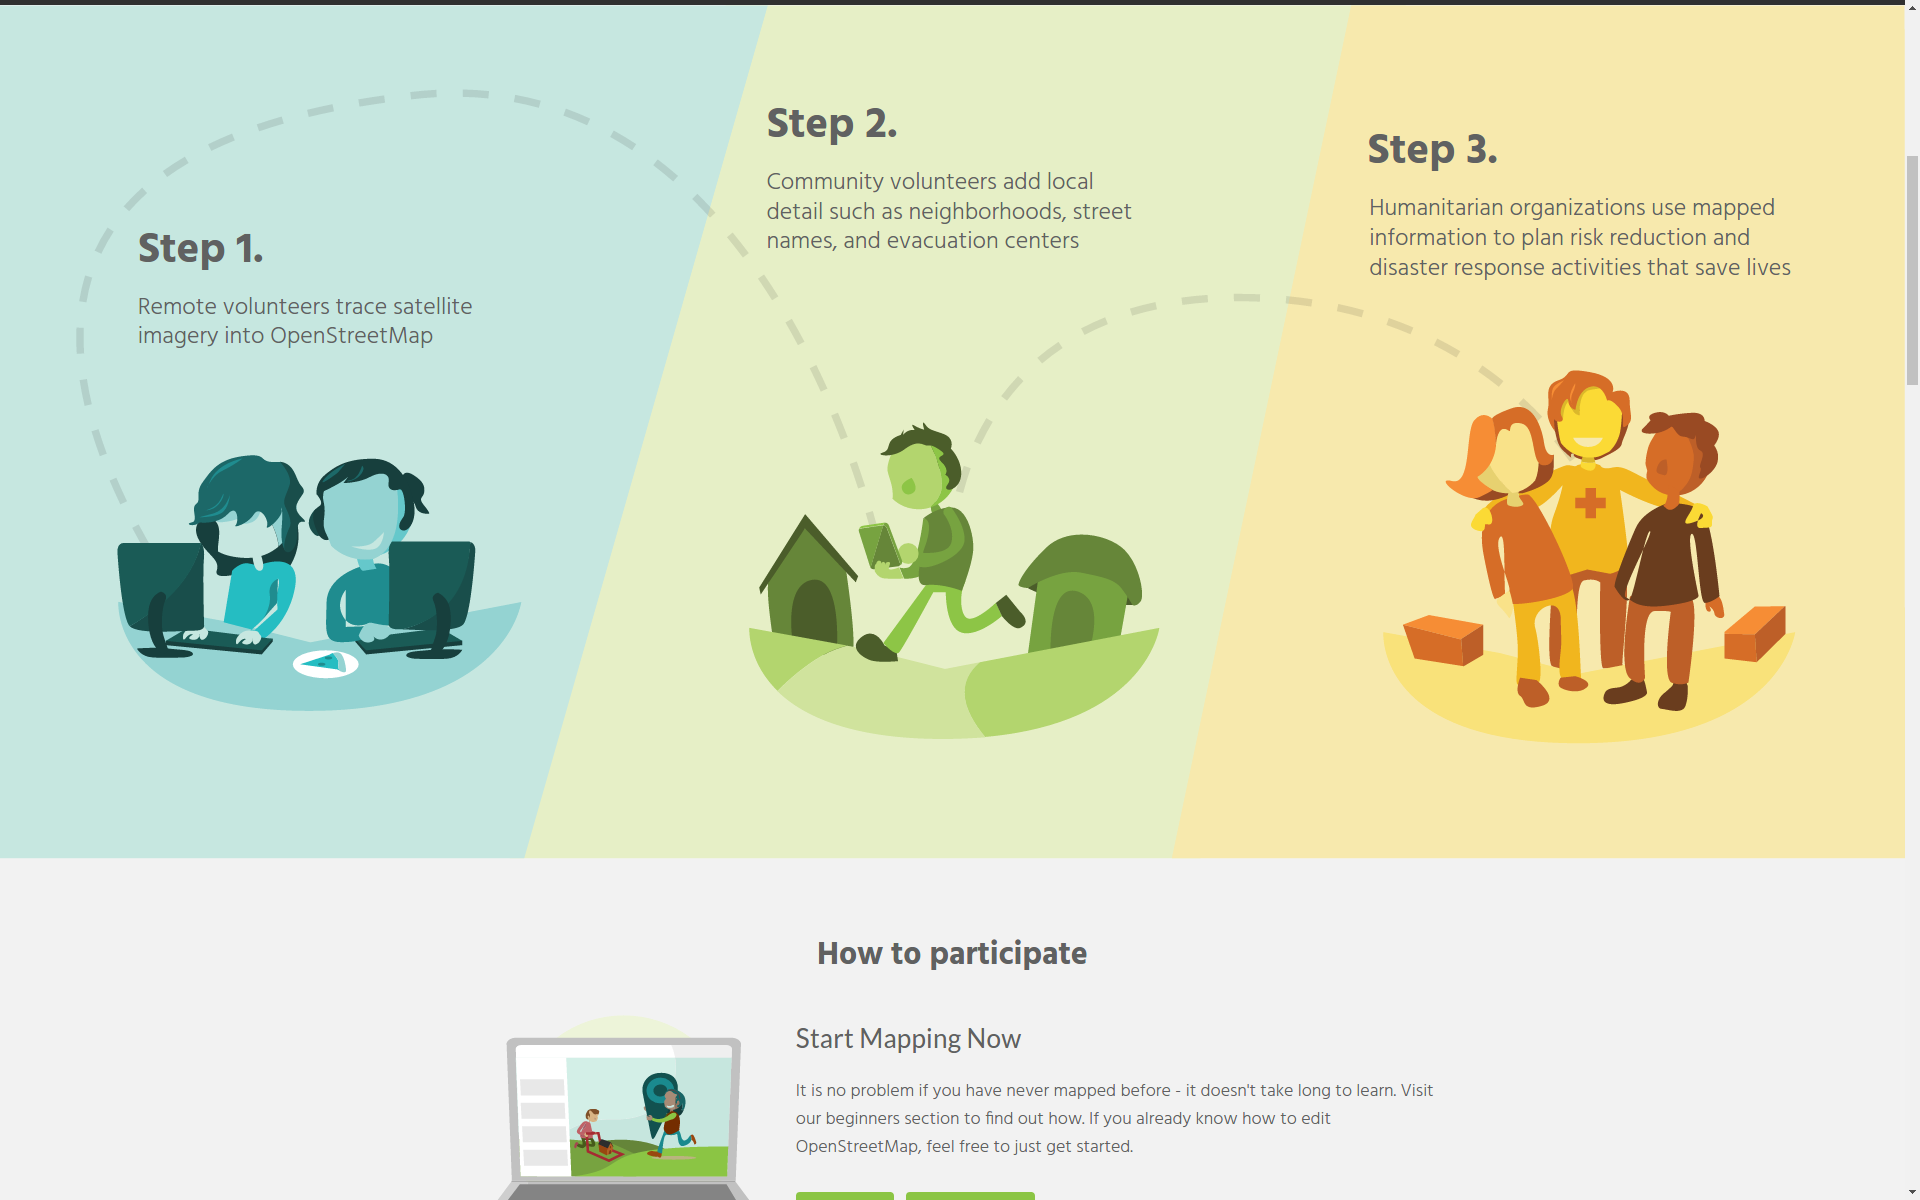 Step 1.
Remote volunteers trace satellite
imagery into OpenStreetMap
Step 2.
Community volunteers add local
detail such as neighborhoods, street
names, and evacuation centers
Step 3.
Humanitarian organizations use mapped
information to plan risk reduction and
disaster response activities that save lives
How to participate
Start Mapping Now
It is no problem if you have never mapped before - it doesn't take long to learn. Visit
our beginners section to find out how. If you already know how to edit
OpenStreetMap, feel free to just get started.